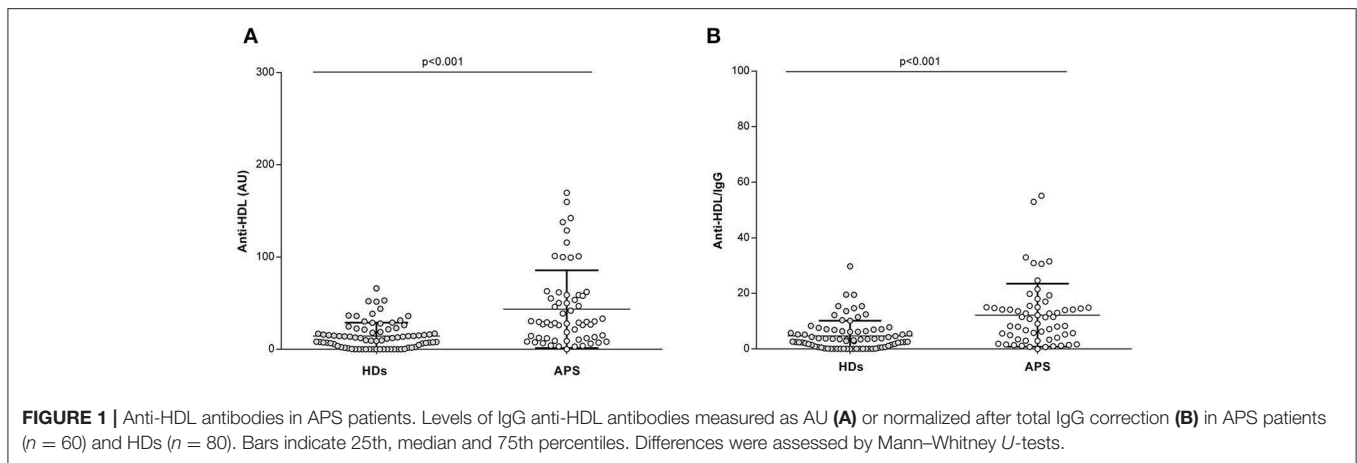 A
p<0.001
300
200
100
0
Anti-HDL (AU)
HDs
APS
B
p<0.001
100
80
60
40
20
0
Anti-HDL/IgG
HDs
APS
FIGURE 1 | Anti-HDL antibodies in APS patients. Levels of IgG anti-HDL antibodies measured as AU (A) or normalized after total IgG correction (B) in APS patients
(n = 60) and HDs (n = 80). Bars indicate 25th, median and 75th percentiles. Differences were assessed by Mann–Whitney U-tests.